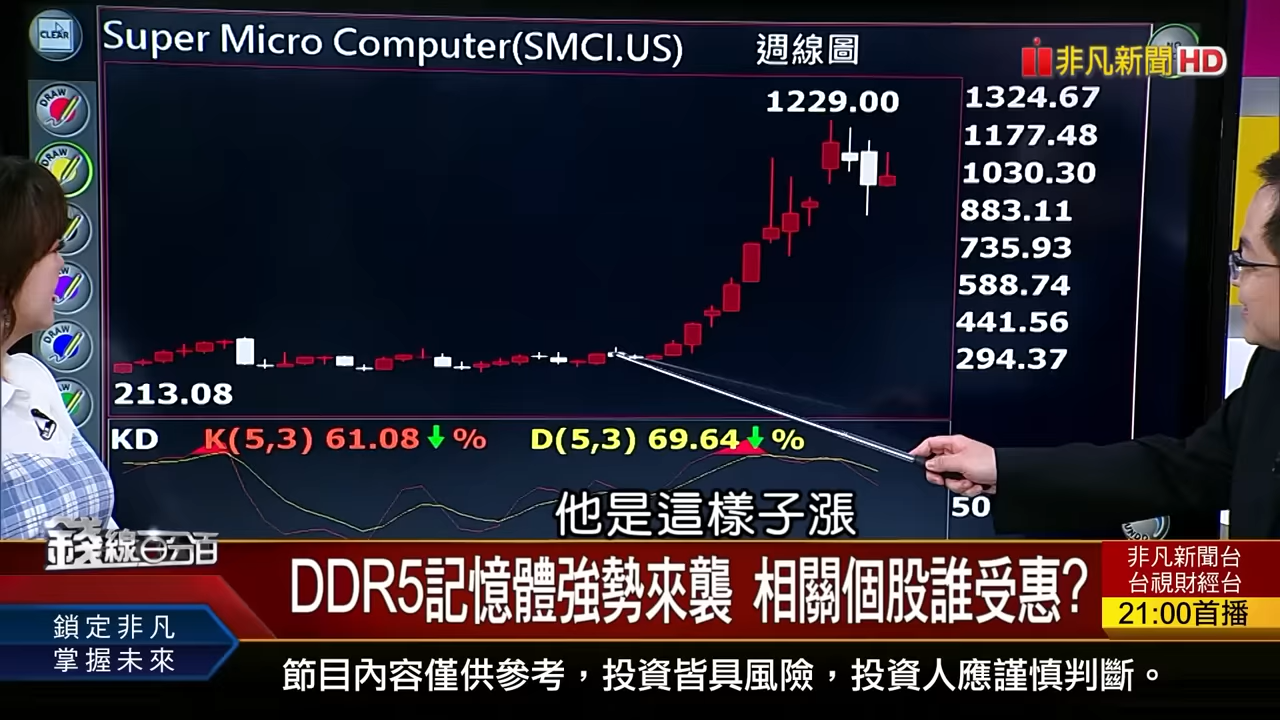 CLEAR
Super Micro Computer(SMCI.US) 週線圖
非凡新聞HD
DRAW
DRAW
1229.00
1324.67
1177.48
1030.30
883.11
735.93
588.74
441.56
294.37
DRAW
213.08
KD K(5,3) 61.08 % D(5,3) 69.64 %
50
他是這樣子漲
錢線百分百
DDR5記憶體強勢來襲 相關個股誰受惠?
非凡新聞台
台視財經台
21:00首播
鎖定非凡
掌握未來
節目內容僅供參考，投資皆具風險，投資人應謹慎判斷。